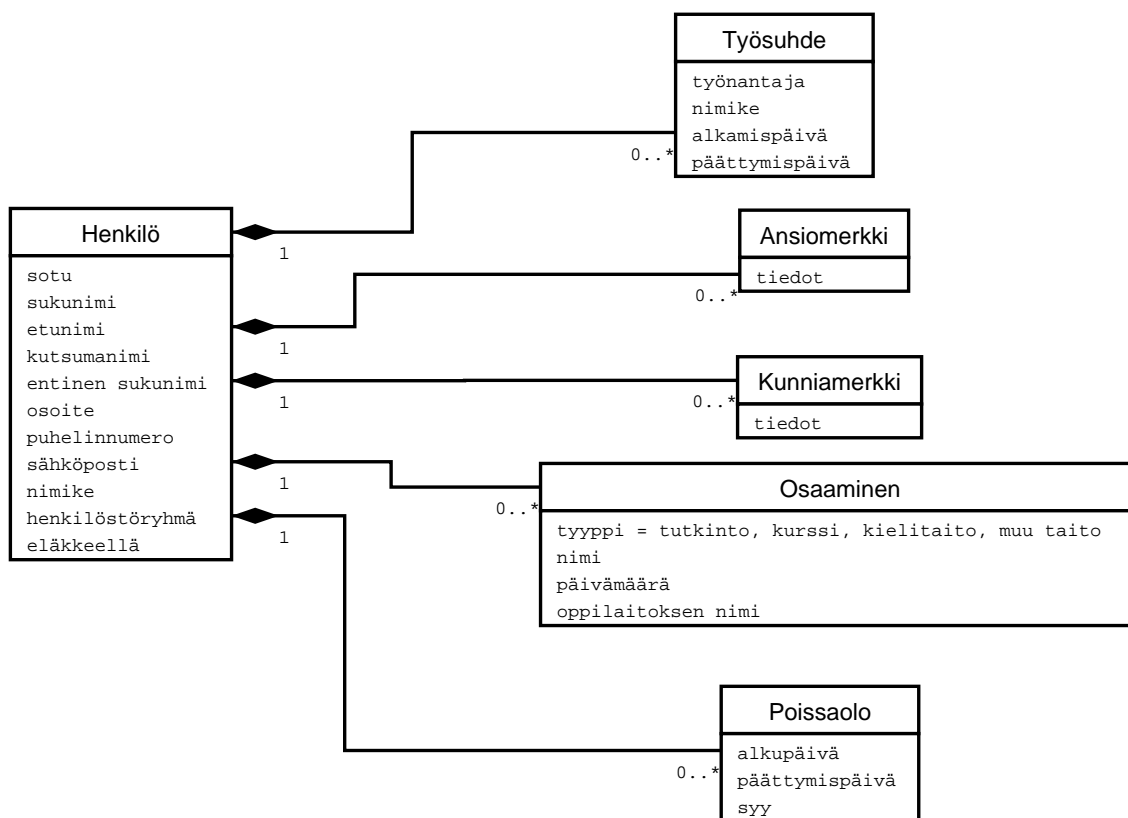 Työsuhde
työnantaja
nimike
alkamispäivä
päättymispäivä
0..*
Henkilö
sotu
sukunimi
etunimi
kutsumanimi
entinen sukunimi
osoite
puhelinnumero
sähköposti
nimike
henkilöstöryhmä
eläkkeellä
1
1
1
1
1
Ansiomerkki
tiedot
0..*
Kunniamerkki
tiedot
0..*
Osaaminen
tyyppi = tutkinto, kurssi, kielitaito, muu taito
nimi
päivämäärä
oppilaitoksen nimi
0..*
Poissaolo
alkupäivä
päättymispäivä
syy
0..*